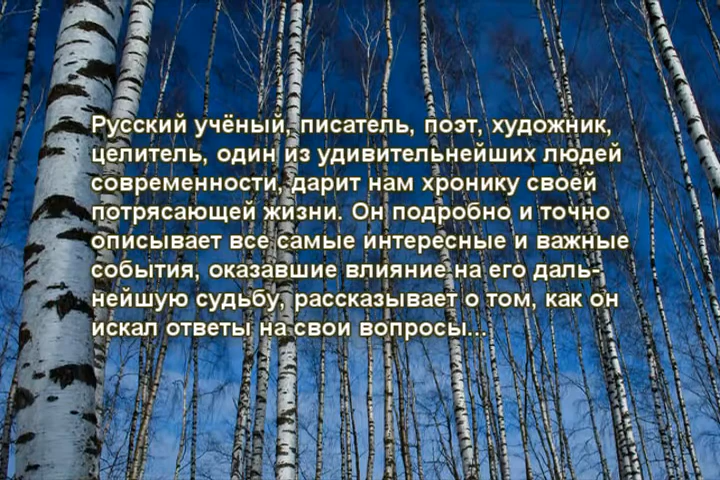 Русский учёный, писатель, поэт, художник,
целитель, один из удивительнейших людей
современности, дарит нам хронику своей
потрясающей жизни. Он подробно и точно
описывает все самые интересные и важные
события, оказавшие влияние на его даль-
нейшую судьбу, рассказывает о том, как он
искал ответы на свои вопросы...